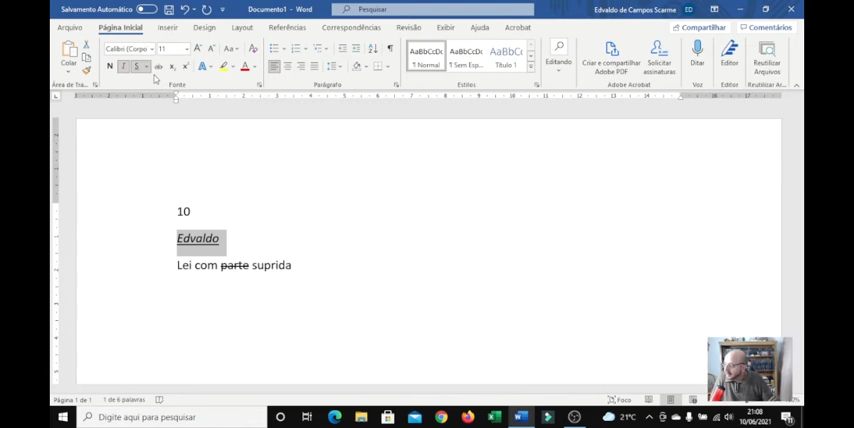 Salvamento Automático
Documento1 - Word
Pesquisar
Edvaldo de Campos Scarme ED
Arquivo Página Inicial Inserir Design Layout Referências Correspondências Revisão Exibir Ajuda Acrobat Compartilhar Comentários
Colar
Calibri (Corpo 11
N I S ab x₂ x²
AaBbCcDc AaBbCcDc AaBbCc
¶ Normal ¶ Sem Esp... Título 1
Editando
Criar e compartilhar Adobe PDF
Solicitar assinaturas
Ditar
Editor
Reutilizar Arquivos
Área de Tra... Fonte Parágrafo Estilos Adobe Acrobat Voz Editor Reutilizar Ar...
10
Edvaldo
Lei com parte suprida
Página 1 de 1 1 de 6 palavras Foco
Digite aqui para pesquisar
21°C
21:08
10/06/2021